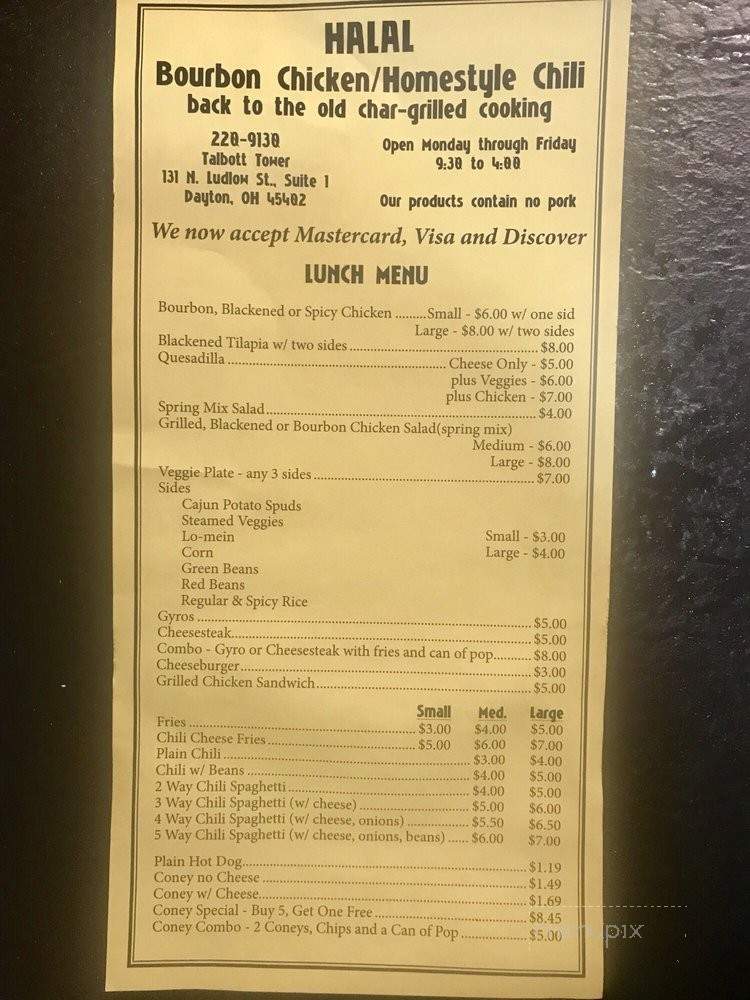 HALAL
Bourbon Chicken/Homestyle Chili
back to the old char-grilled cooking
220-9130
Talbott Tower
131 N. Ludlow St., Suite 1
Dayton, OH 45402
Open Monday through Friday
9:30 to 4:00
Our products contain no pork
We now accept Mastercard, Visa and Discover
LUNCH MENU
Bourbon, Blackened or Spicy Chicken .........Small - $6.00 w/ one sid
Large - $8.00 w/ two sides
Blackened Tilapia w/ two sides ........ $8.00
Quesadilla ........ Cheese Only - $5.00
plus Veggies - $6.00
plus Chicken - $7.00
Spring Mix Salad ........ $4.00
Grilled, Blackened or Bourbon Chicken Salad(spring mix)
Medium - $6.00
Large - $8.00
Veggie Plate - any 3 sides ........ $7.00
Sides
Cajun Potato Spuds
Steamed Veggies
Lo-mein Small - $3.00
Corn Large - $4.00
Green Beans
Red Beans
Regular & Spicy Rice
Gyros ........ $5.00
Cheesesteak........ $5.00
Combo - Gyro or Cheesesteak with fries and can of pop........ $8.00
Cheeseburger........ $3.00
Grilled Chicken Sandwich........ $5.00
Small Med. Large
Fries ........ $3.00 $4.00 $5.00
Chili Cheese Fries ........ $5.00 $6.00 $7.00
Plain Chili ........ $3.00 $4.00
Chili w/ Beans ........ $4.00 $5.00
2 Way Chili Spaghetti ........ $4.00 $5.00
3 Way Chili Spaghetti (w/ cheese) ........ $5.00 $6.00
4 Way Chili Spaghetti (w/ cheese, onions) ........ $5.50 $6.50
5 Way Chili Spaghetti (w/ cheese, onions, beans) ...... $6.00 $7.00
Plain Hot Dog........ $1.19
Coney no Cheese ........ $1.49
Coney w/ Cheese........ $1.69
Coney Special - Buy 5, Get One Free ........ $8.45
Coney Combo - 2 Coneys, Chips and a Can of Pop ........ $5.00